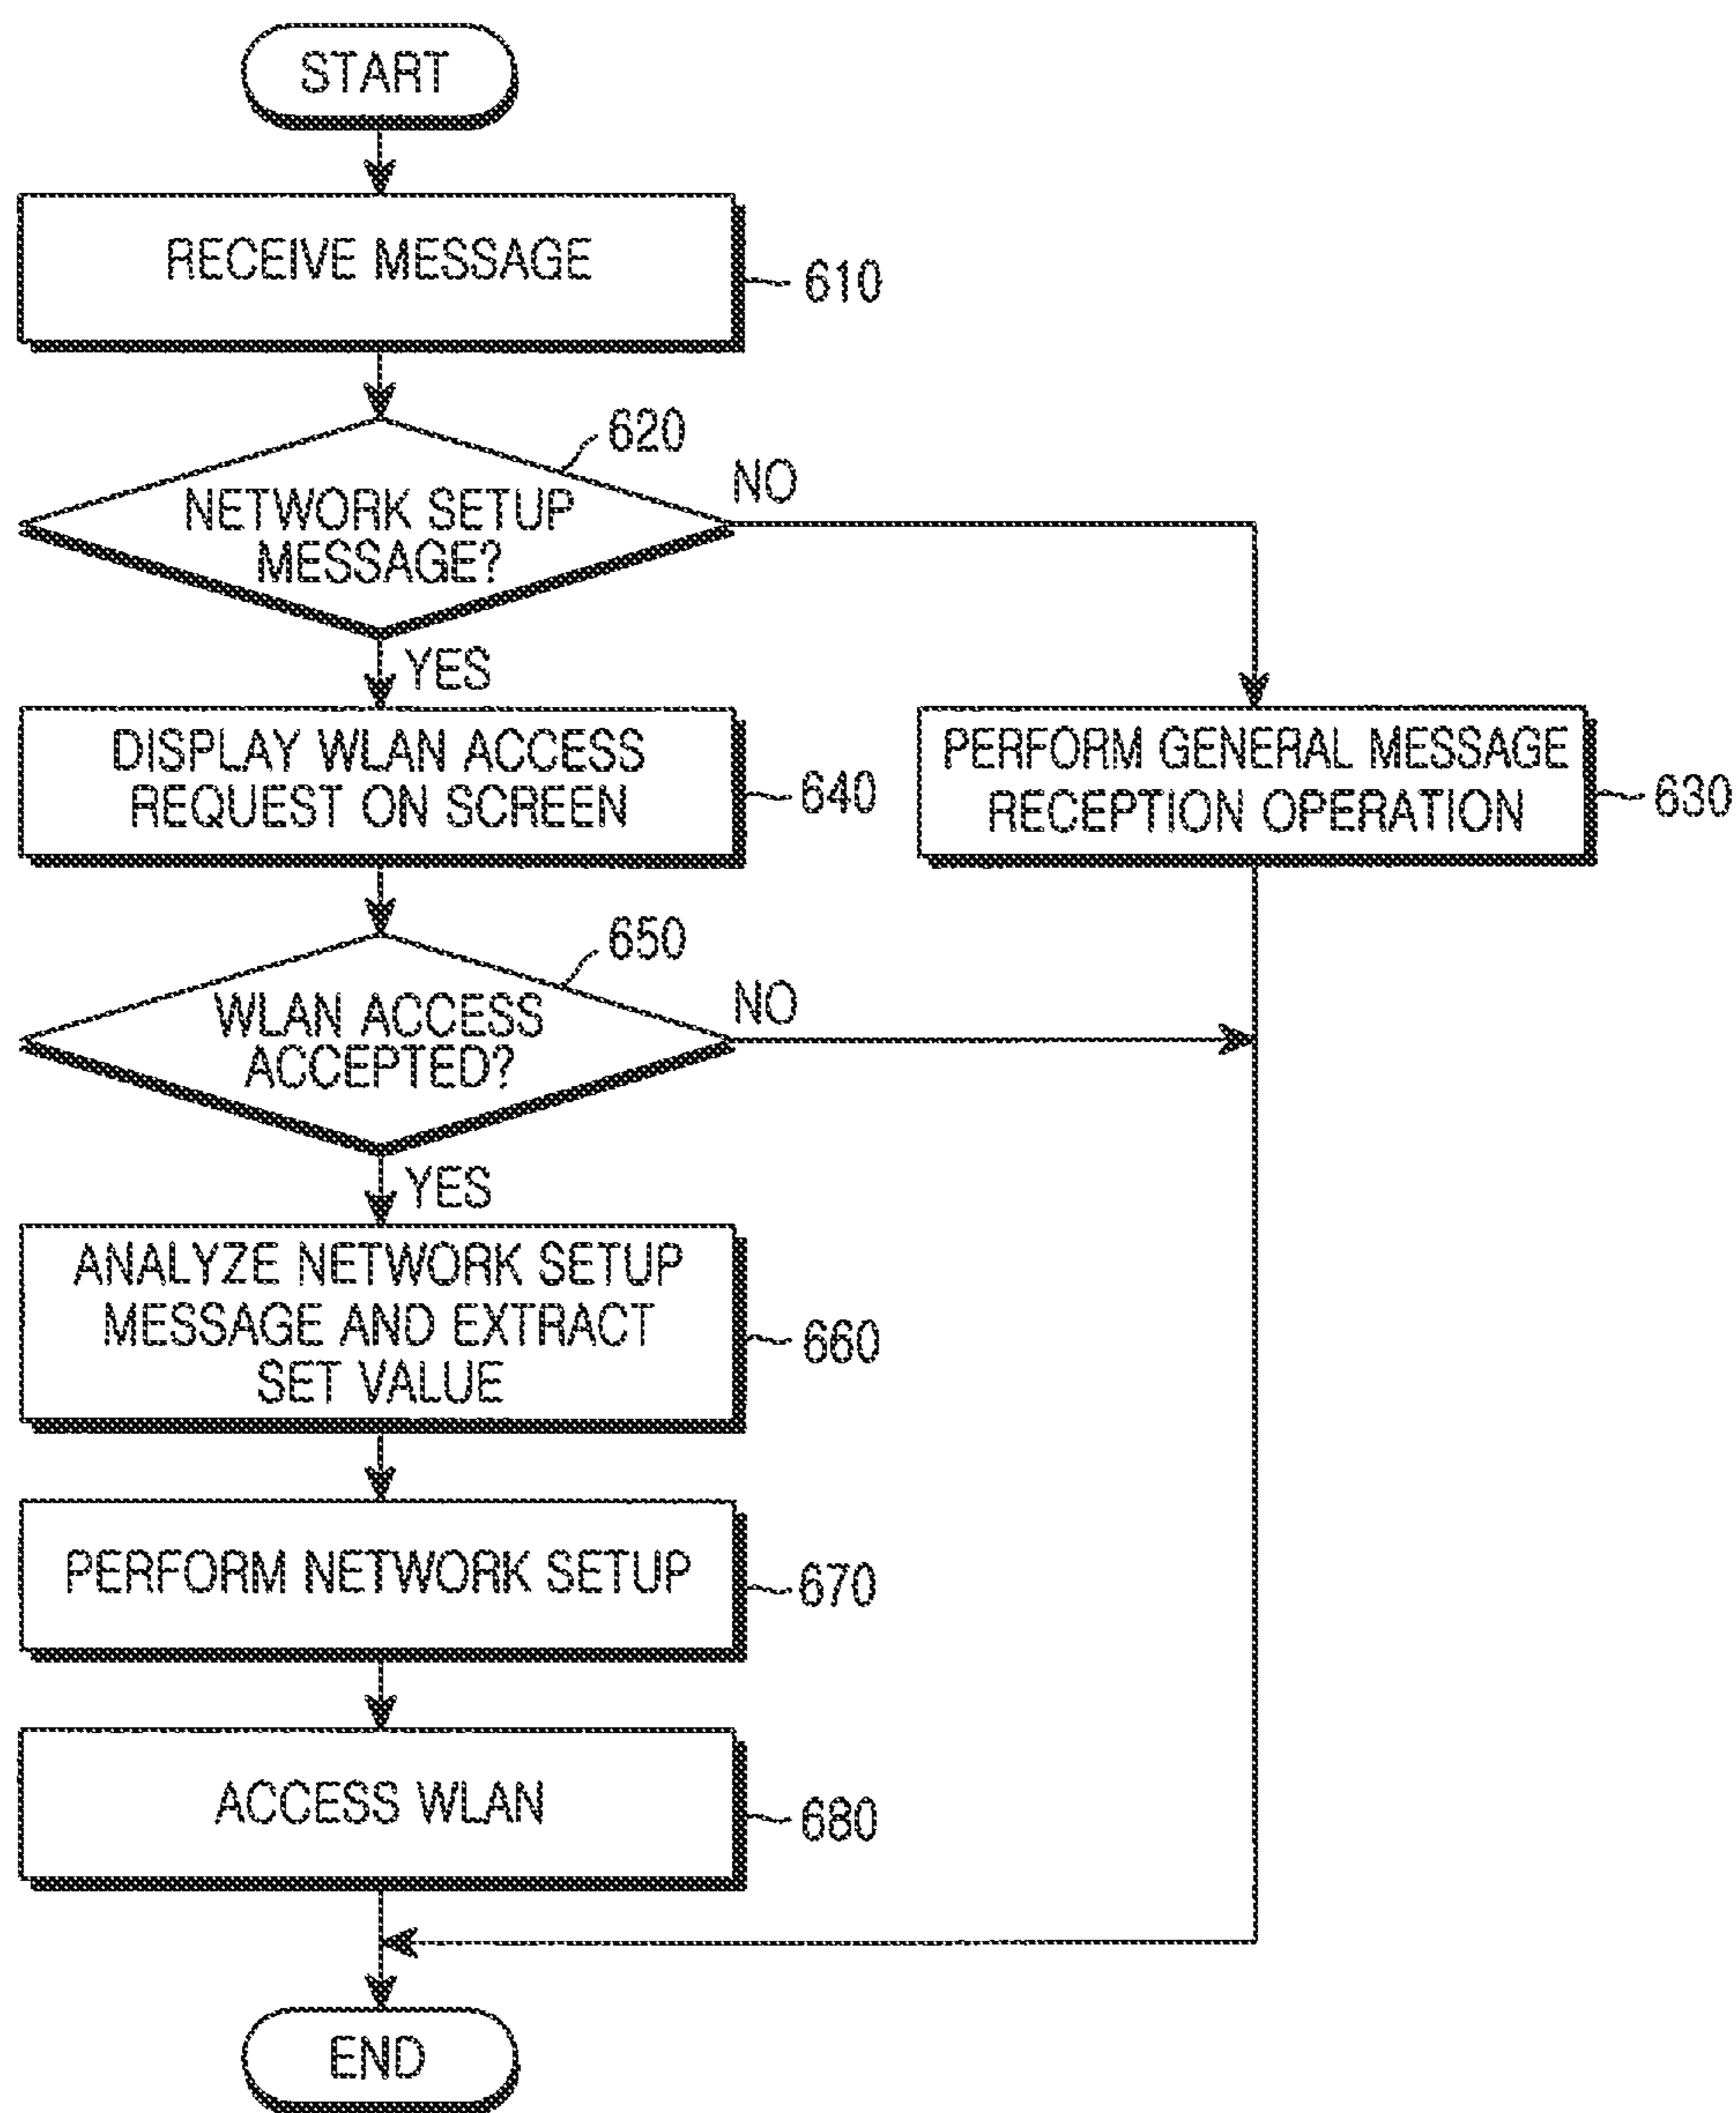 START
RECEIVE MESSAGE
610
620
NETWORK SETUP
MESSAGE?
NO
YES
DISPLAY WLAN ACCESS
REQUEST ON SCREEN
640
PERFORM GENERAL MESSAGE
RECEPTION OPERATION
630
650
WLAN ACCESS
ACCEPTED?
NO
YES
ANALYZE NETWORK SETUP
MESSAGE AND EXTRACT
SET VALUE
660
PERFORM NETWORK SETUP
670
ACCESS WLAN
680
END